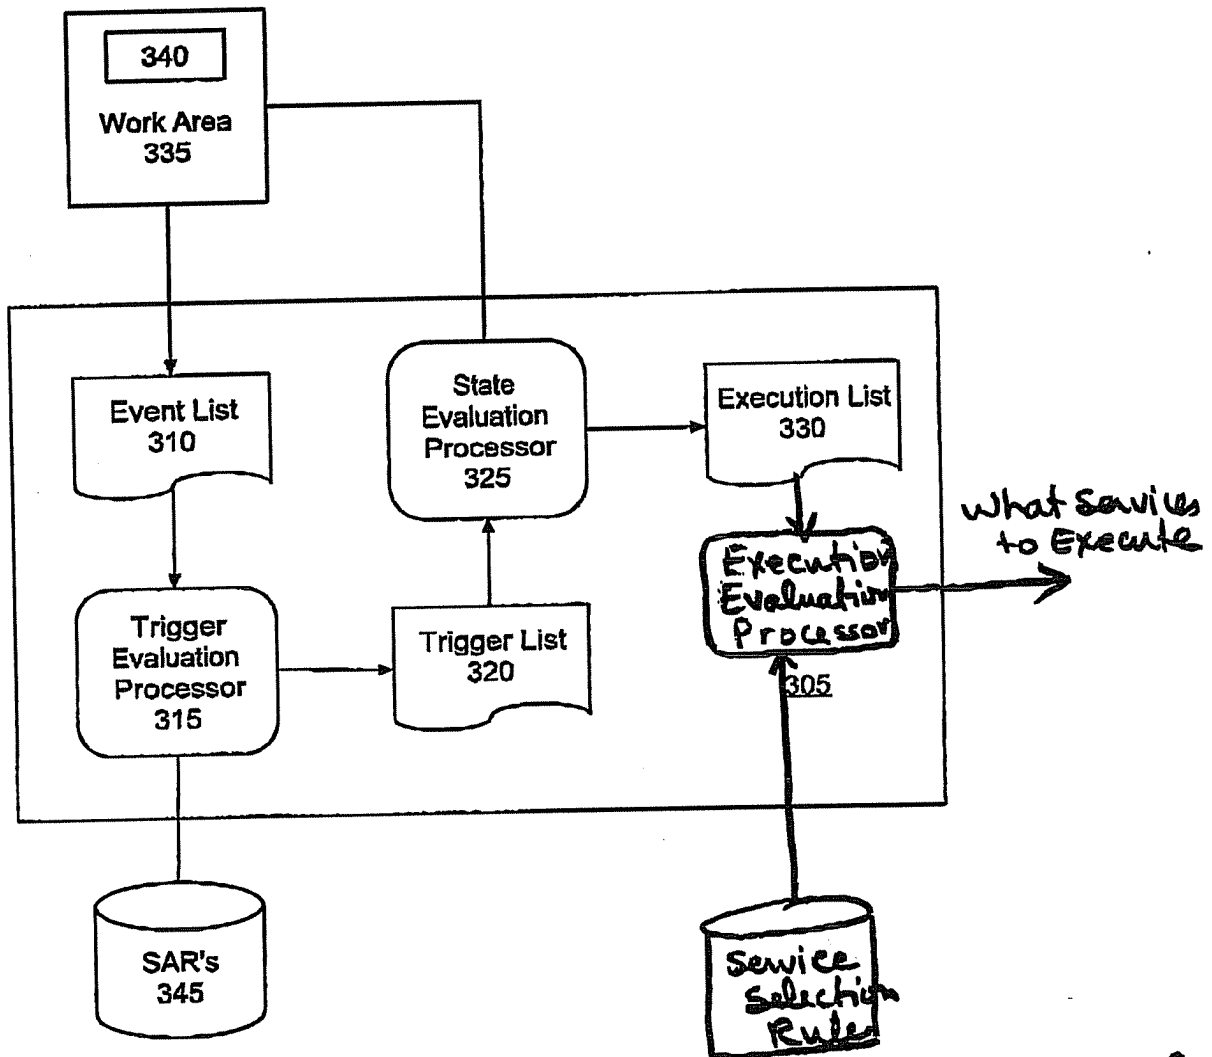 340
Work Area
335
Event List
310
State
Evaluation
Processor
325
Execution List
330
What Services
to Execute
Execution
Evaluation
Processor
305
Trigger
Evaluation
Processor
315
Trigger List
320
SAR's
345
Service
Selection
Rules